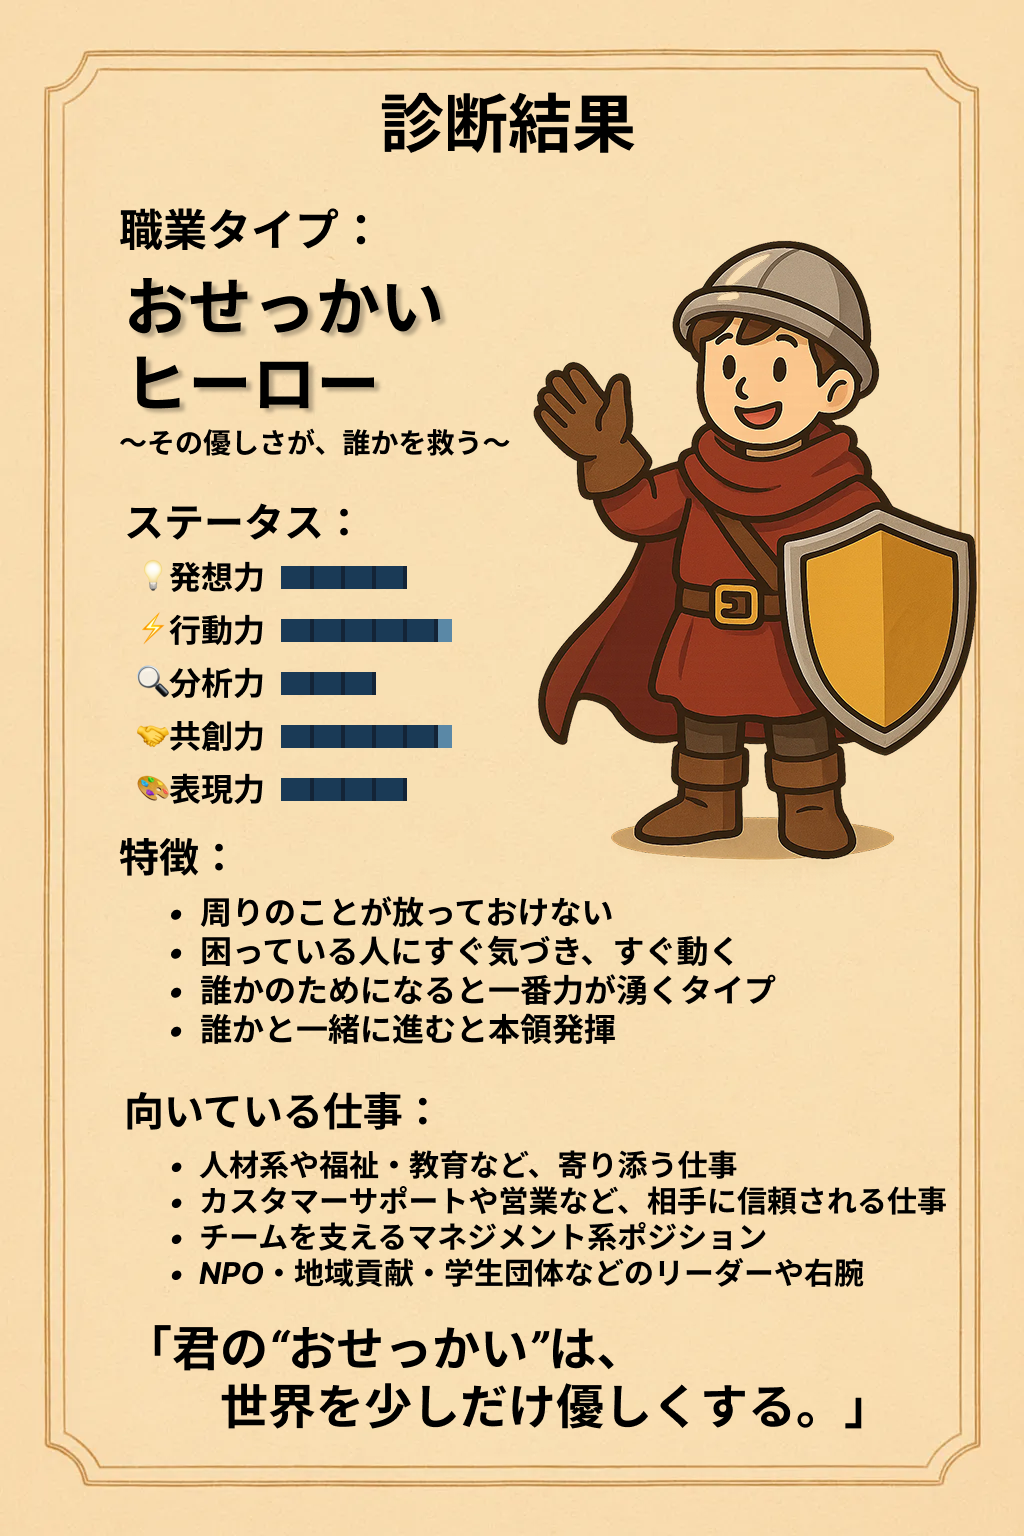 診断結果
職業タイプ：
おせっかい
ヒーロー
～その優しさが、誰かを救う～
ステータス：
💡発想力
⚡行動力
🔍分析力
🤝共創力
🎨表現力
特徴：
• 周りのことが放っておけない
• 困っている人にすぐ気づき、すぐ動く
• 誰かのためになると一番力が湧くタイプ
• 誰かと一緒に進むと本領発揮
向いている仕事：
• 人材系や福祉・教育など、寄り添う仕事
• カスタマーサポートや営業など、相手に信頼される仕事
• チームを支えるマネジメント系ポジション
• NPO・地域貢献・学生団体などのリーダーや右腕
「君の“おせっかい”は、
世界を少しだけ優しくする。」